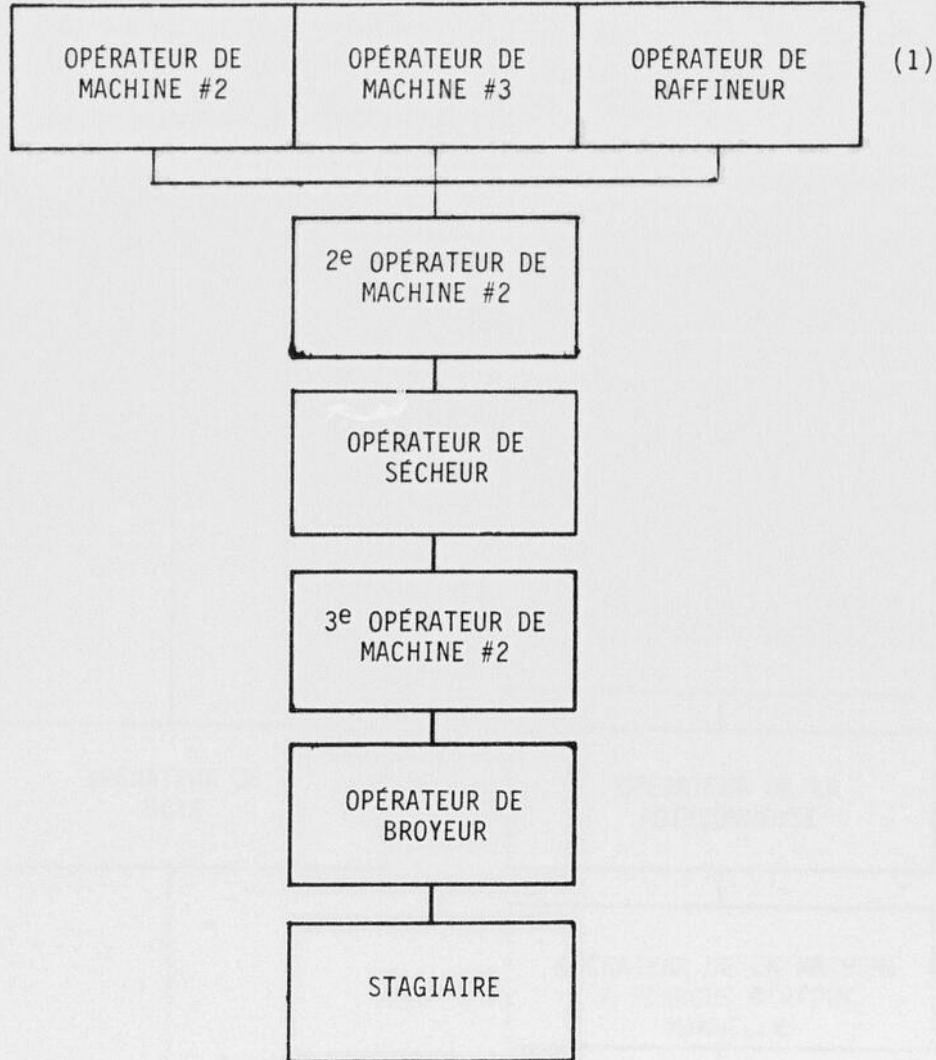 OPÉRATEUR DE
MACHINE #2
OPÉRATEUR DE
MACHINE #3
OPÉRATEUR DE
RAFFINEUR
(1)
2e OPÉRATEUR DE
MACHINE #2
OPÉRATEUR DE
SÉCHEUR
3e OPÉRATEUR DE
MACHINE #2
OPÉRATEUR DE
BROYEUR
STAGIAIRE